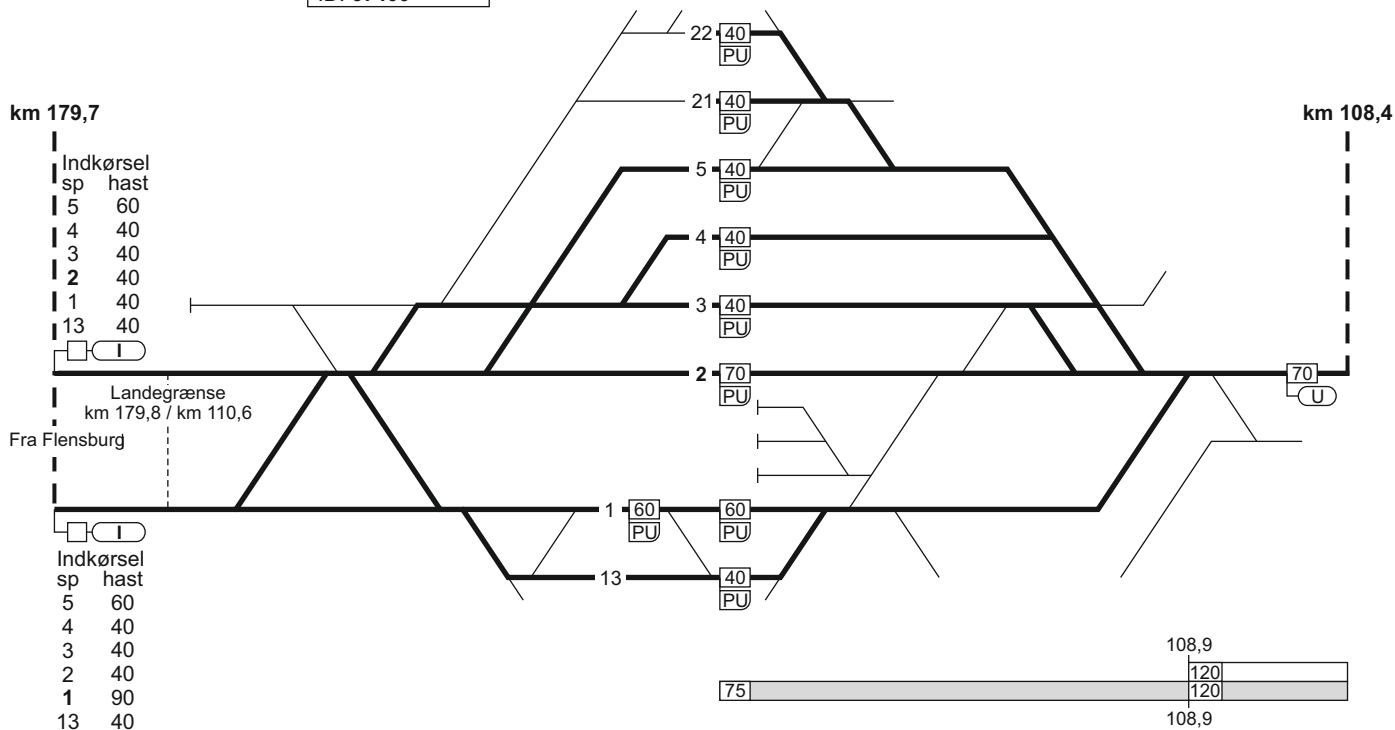 22 40
PU
21 40
PU
km 179,7
km 108,4
Indkørsel
sp hast
5 60
4 40
3 40
2 40
1 40
13 40
I
5 40
PU
4 40
PU
3 40
PU
2 70
PU
70
U
Landegrænse
km 179,8 / km 110,6
Fra Flensburg
I
1 60 60
PU PU
13 40
PU
Indkørsel
sp hast
5 60
4 40
3 40
2 40
1 90
13 40
108,9
120
75 120
108,9